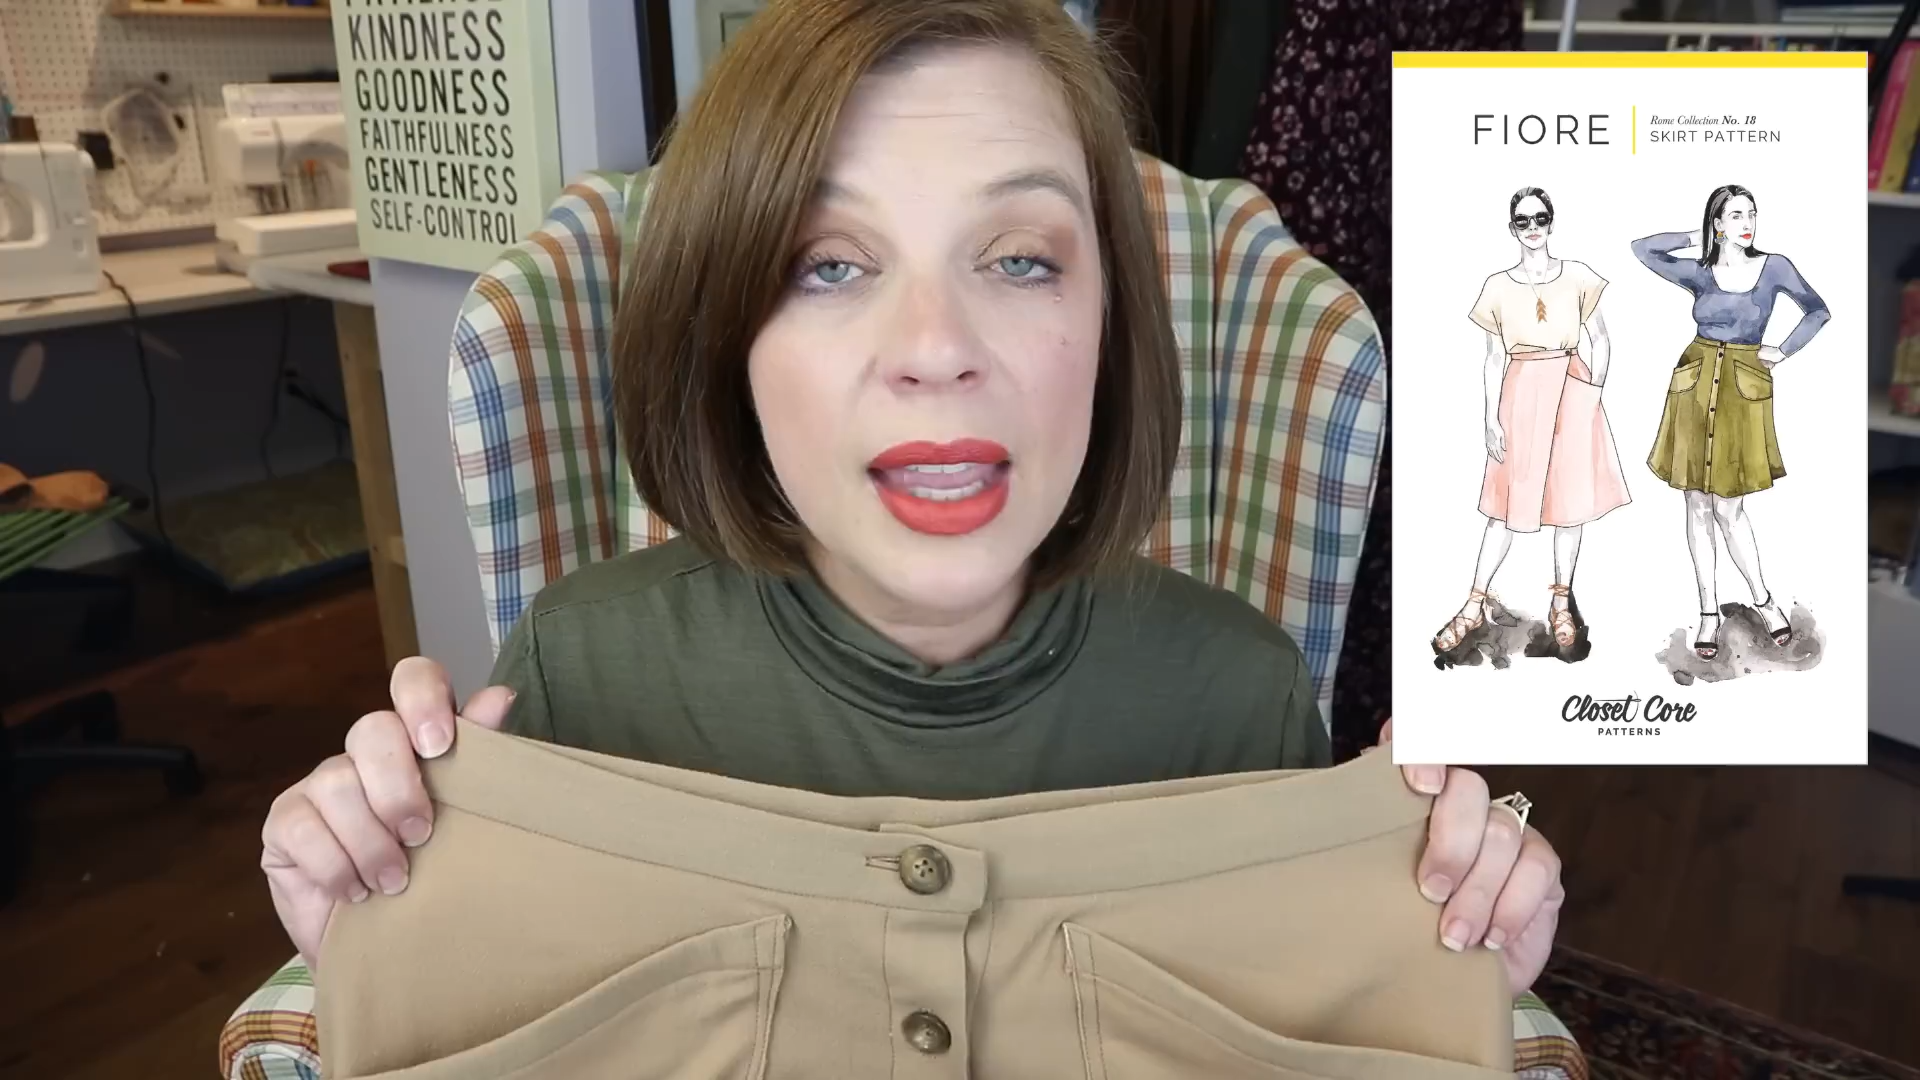 KINDNESS
GOODNESS
FAITHFULNESS
GENTLENESS
SELF-CONTROL
FIORE
Rome Collection No. 18
SKIRT PATTERN
Closet Core
PATTERNS